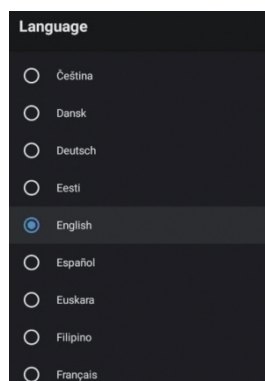 Language
Čeština
Dansk
Deutsch
Eesti
English
Español
Euskara
Filipino
Français